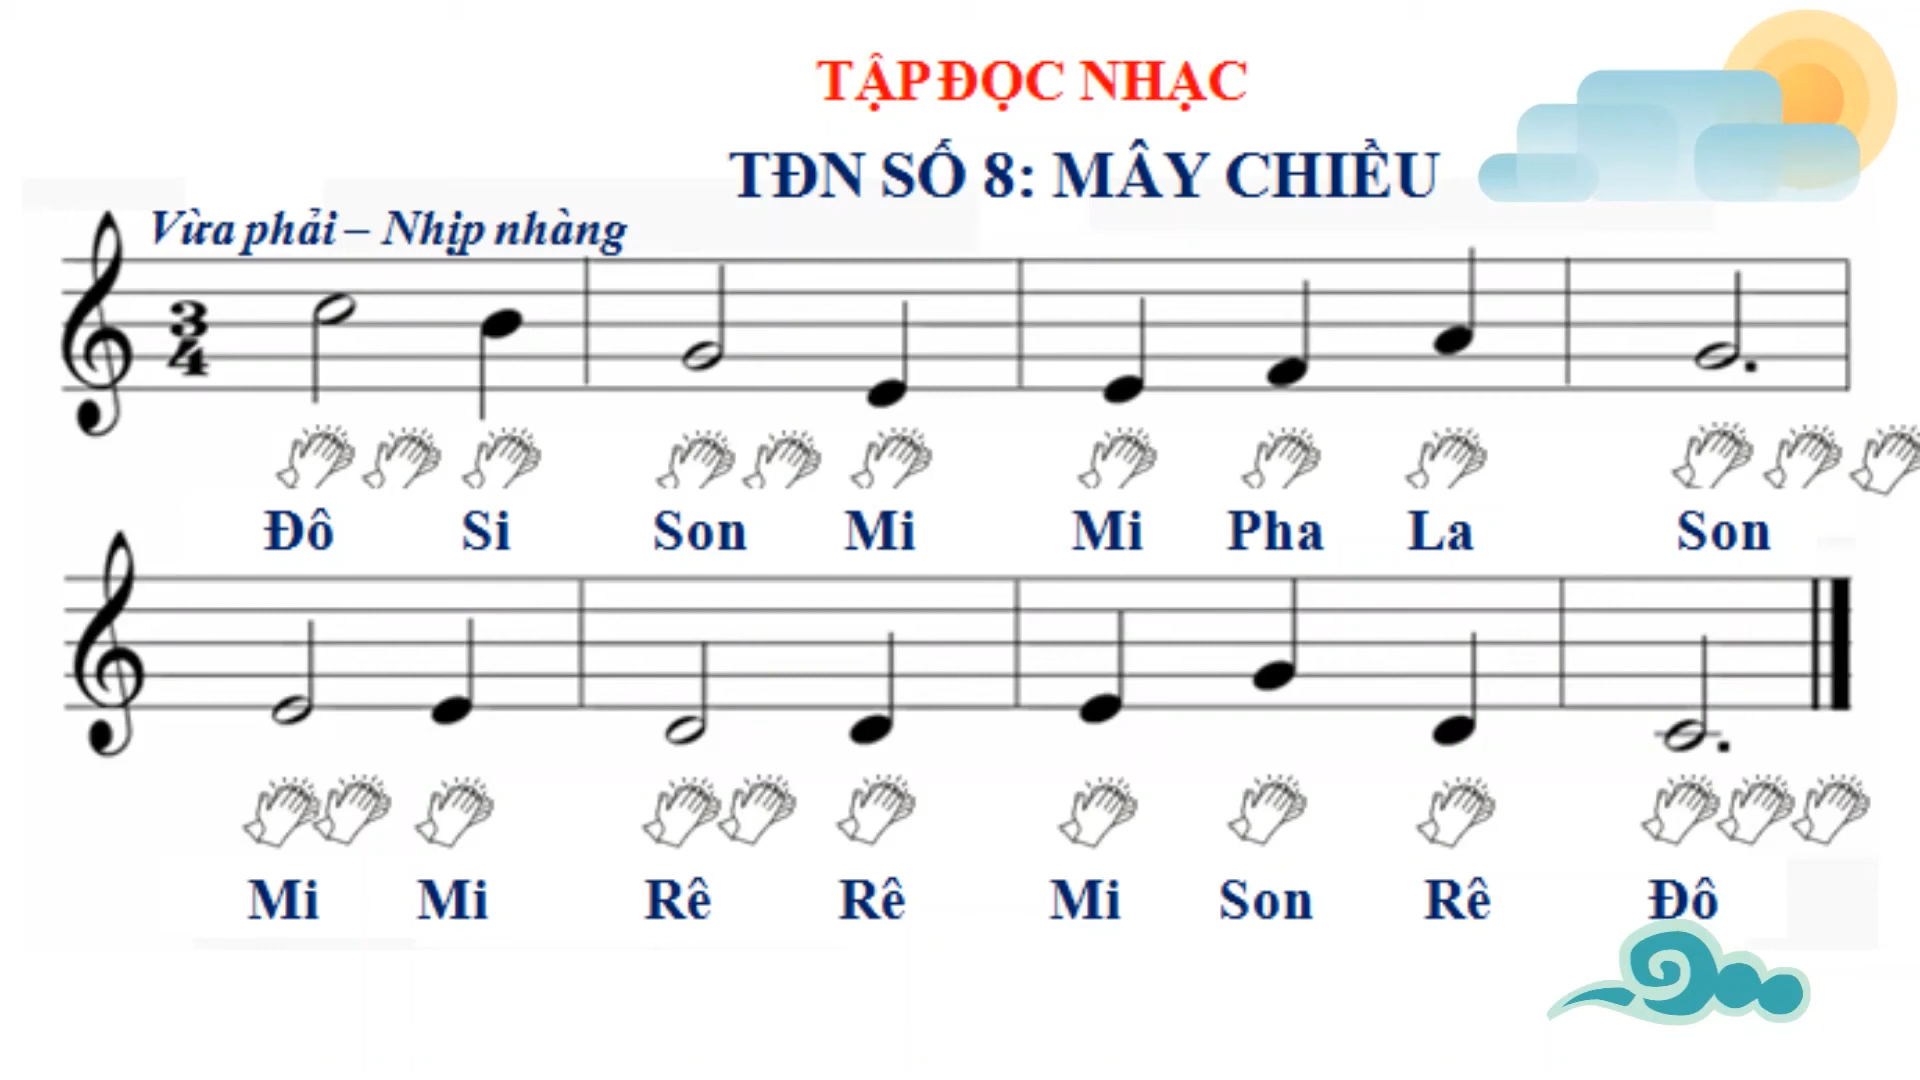 TẬP ĐỌC NHẠC
TĐN SỐ 8: MÂY CHIỀU
Vừa phải – Nhịp nhàng
3
4
Đô Si Son Mi Mi Pha La Son
Mi Mi Rê Rê Mi Son Rê Đô